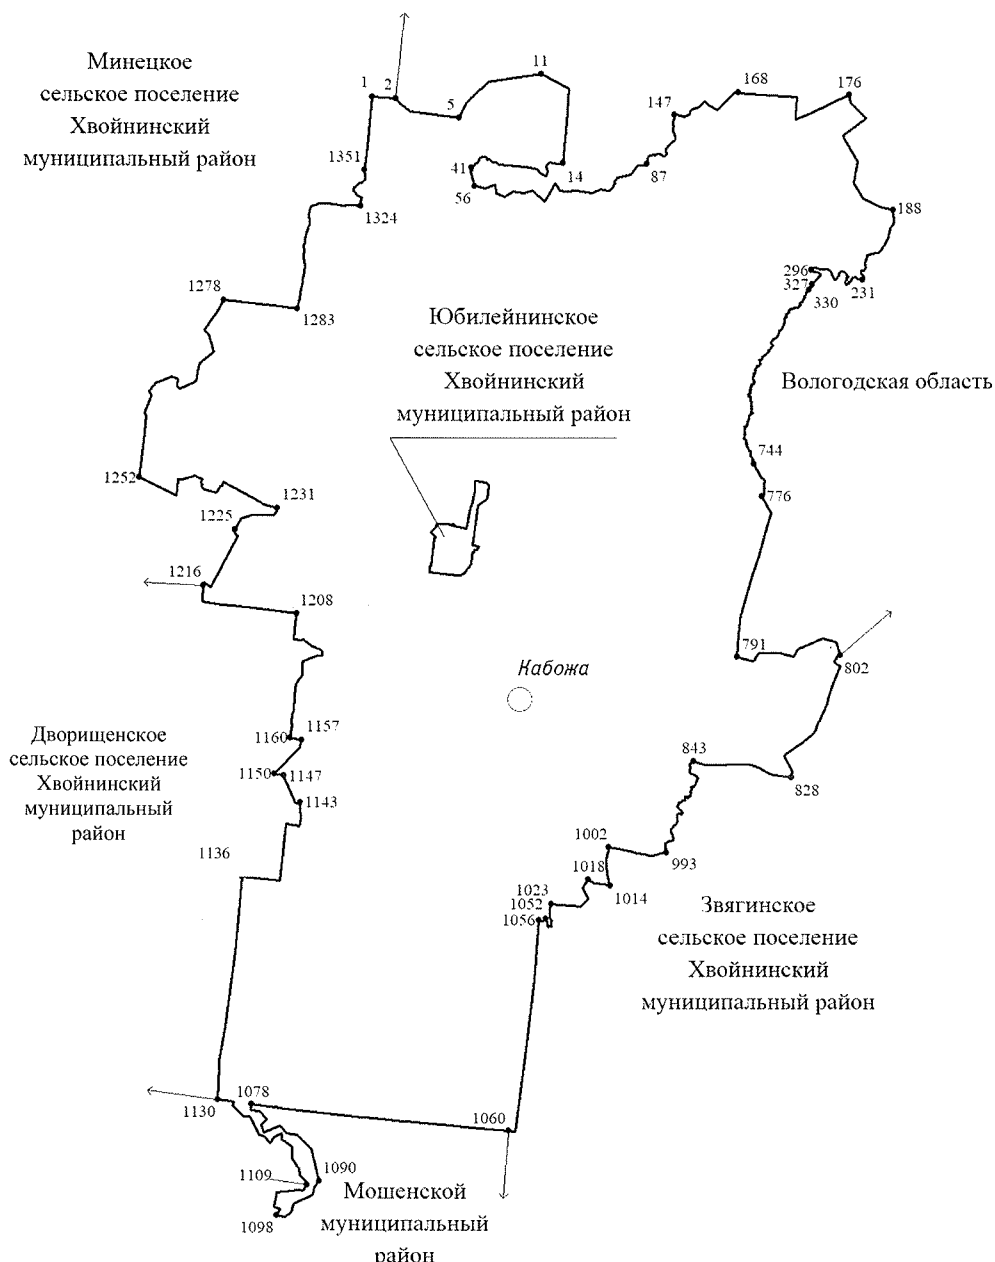 Минецкое
сельское поселение
Хвойнинский
муниципальный район
1
2
5
11
14
41
56
87
147
168
176
188
231
296
327
330
1351
1324
1278
1283
Юбилейнинское
сельское поселение
Хвойнинский
муниципальный район
Вологодская область
744
776
791
802
828
843
993
1002
1014
1018
1023
1052
1056
1060
1252
1231
1225
1216
1208
Кабожа
1160
1157
1150
1147
1143
1136
Дворищенское
сельское поселение
Хвойнинский
муниципальный
район
Звягинское
сельское поселение
Хвойнинский
муниципальный район
1130
1078
1109
1090
1098
Мошенской
муниципальный
район